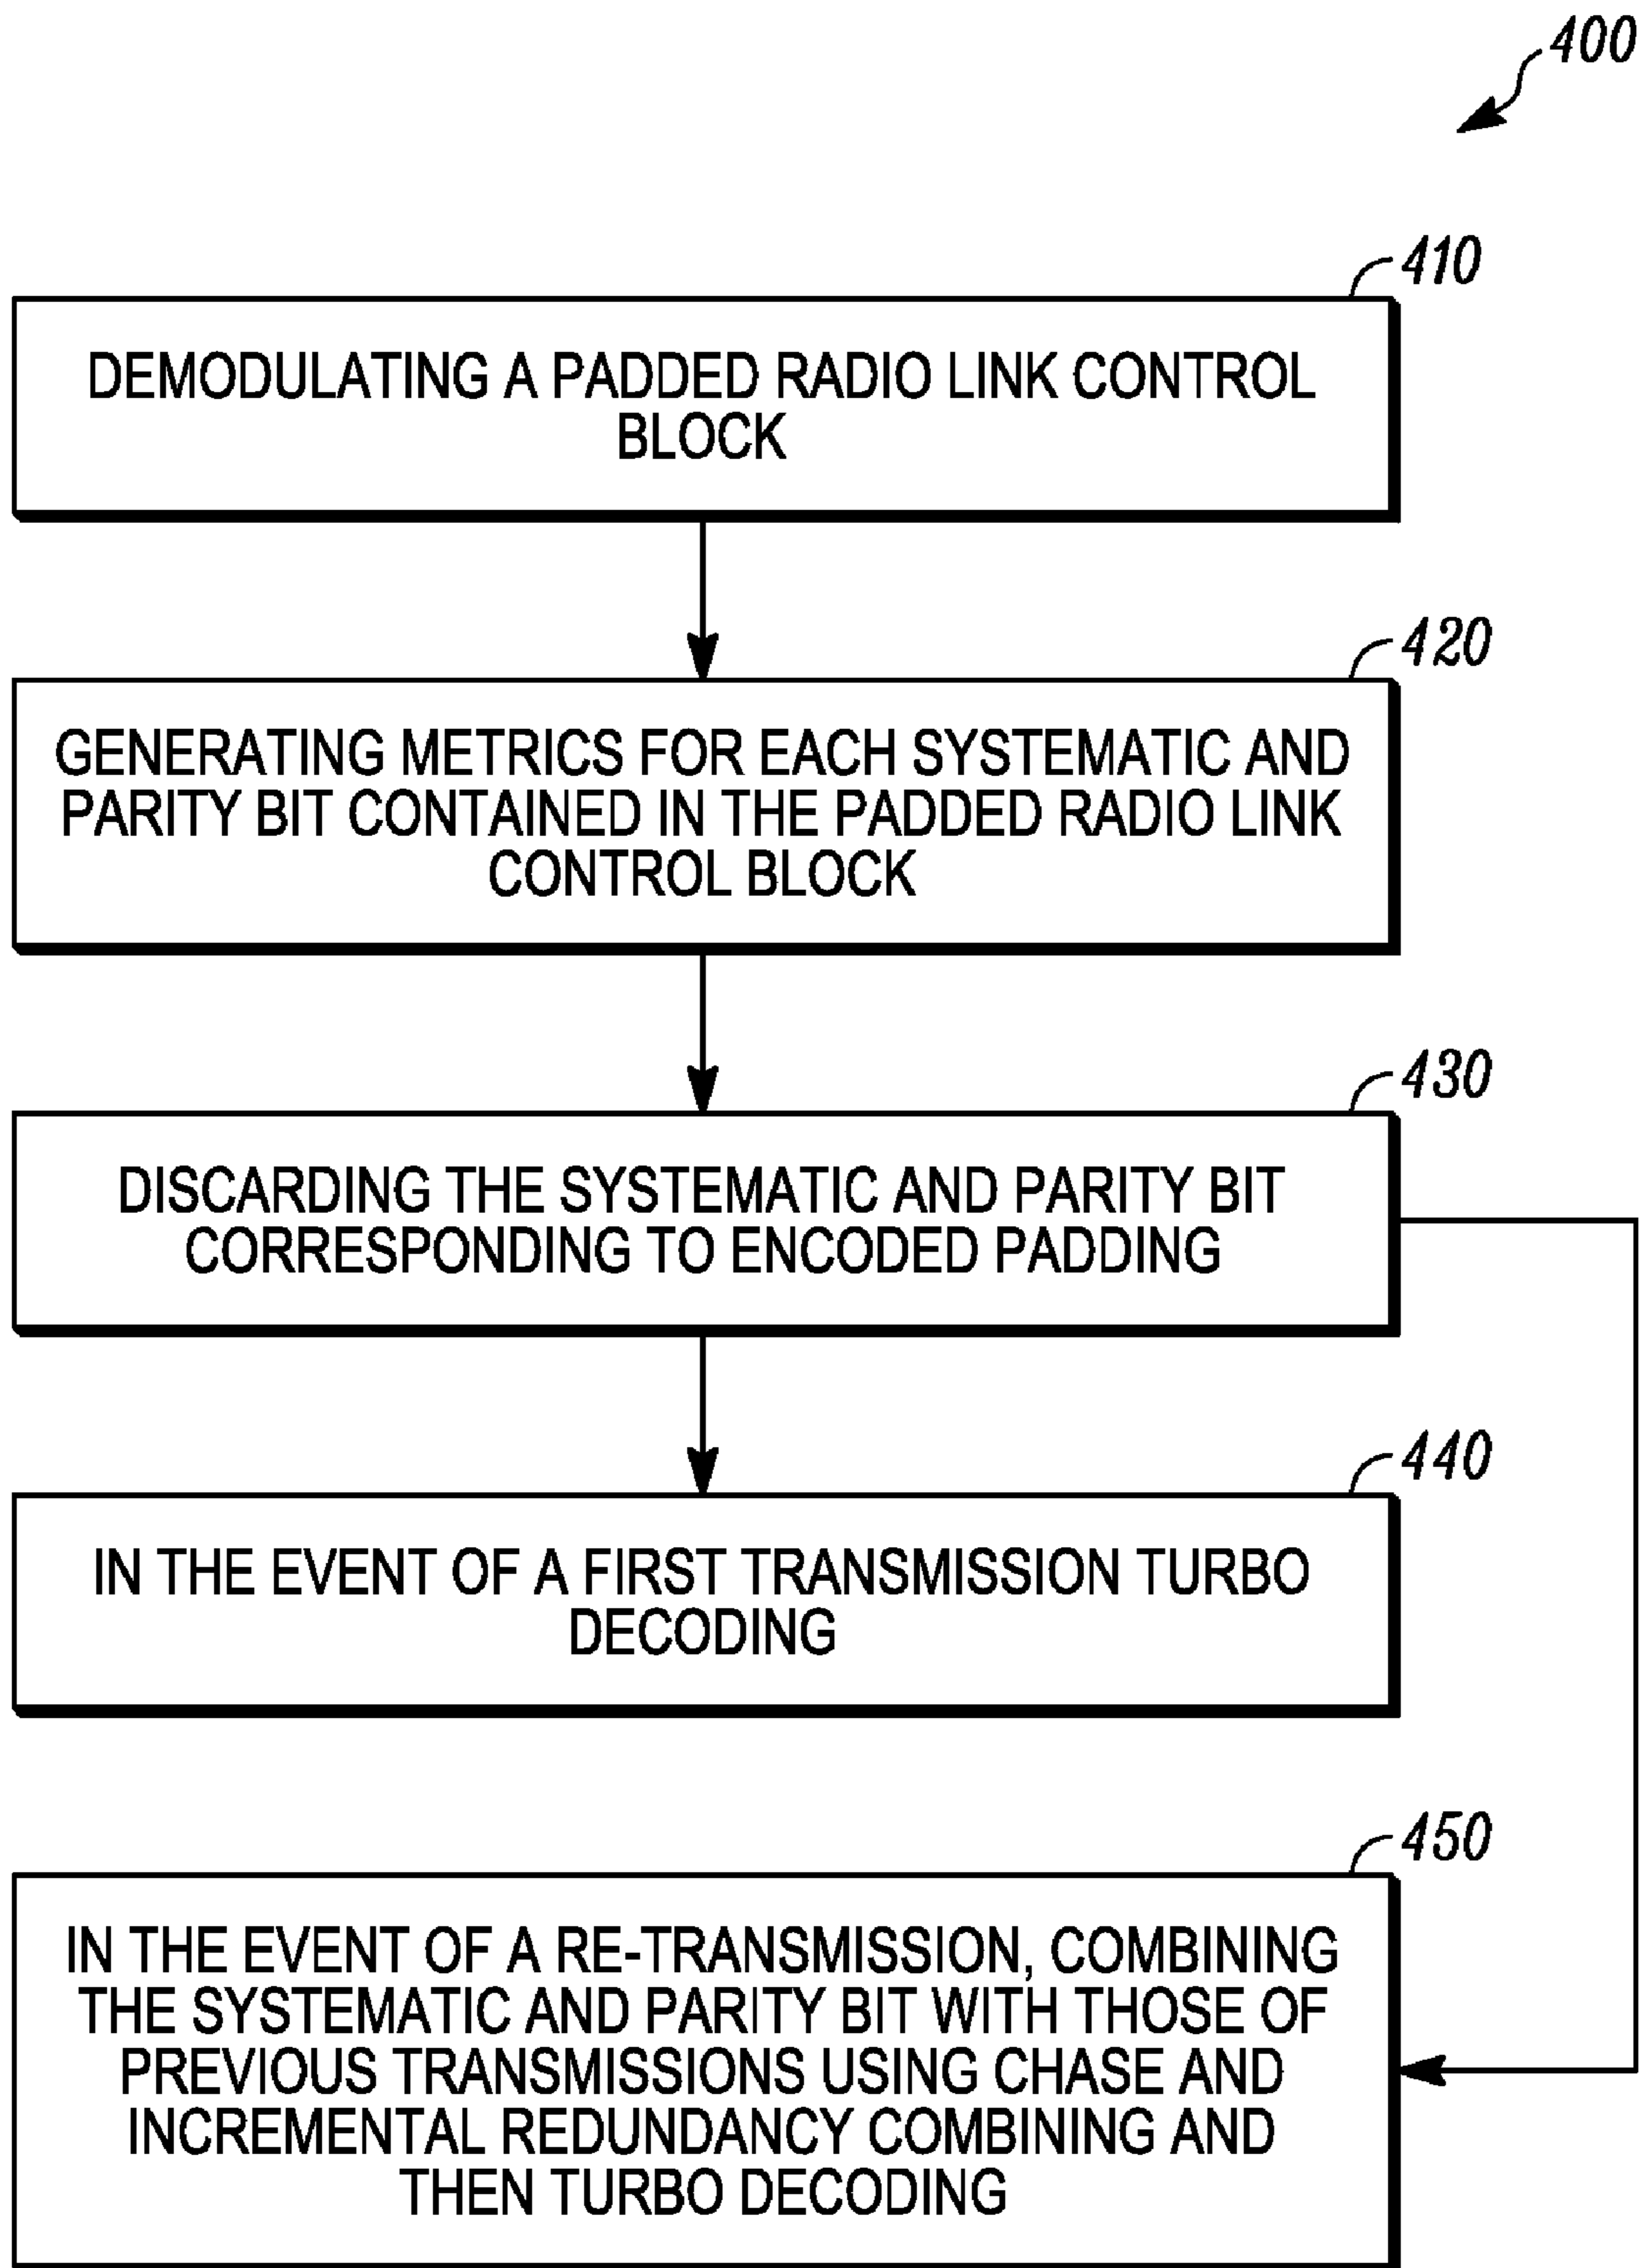 400
410
DEMODULATING A PADDED RADIO LINK CONTROL
BLOCK
420
GENERATING METRICS FOR EACH SYSTEMATIC AND
PARITY BIT CONTAINED IN THE PADDED RADIO LINK
CONTROL BLOCK
430
DISCARDING THE SYSTEMATIC AND PARITY BIT
CORRESPONDING TO ENCODED PADDING
440
IN THE EVENT OF A FIRST TRANSMISSION TURBO
DECODING
450
IN THE EVENT OF A RE-TRANSMISSION, COMBINING
THE SYSTEMATIC AND PARITY BIT WITH THOSE OF
PREVIOUS TRANSMISSIONS USING CHASE AND
INCREMENTAL REDUNDANCY COMBINING AND
THEN TURBO DECODING